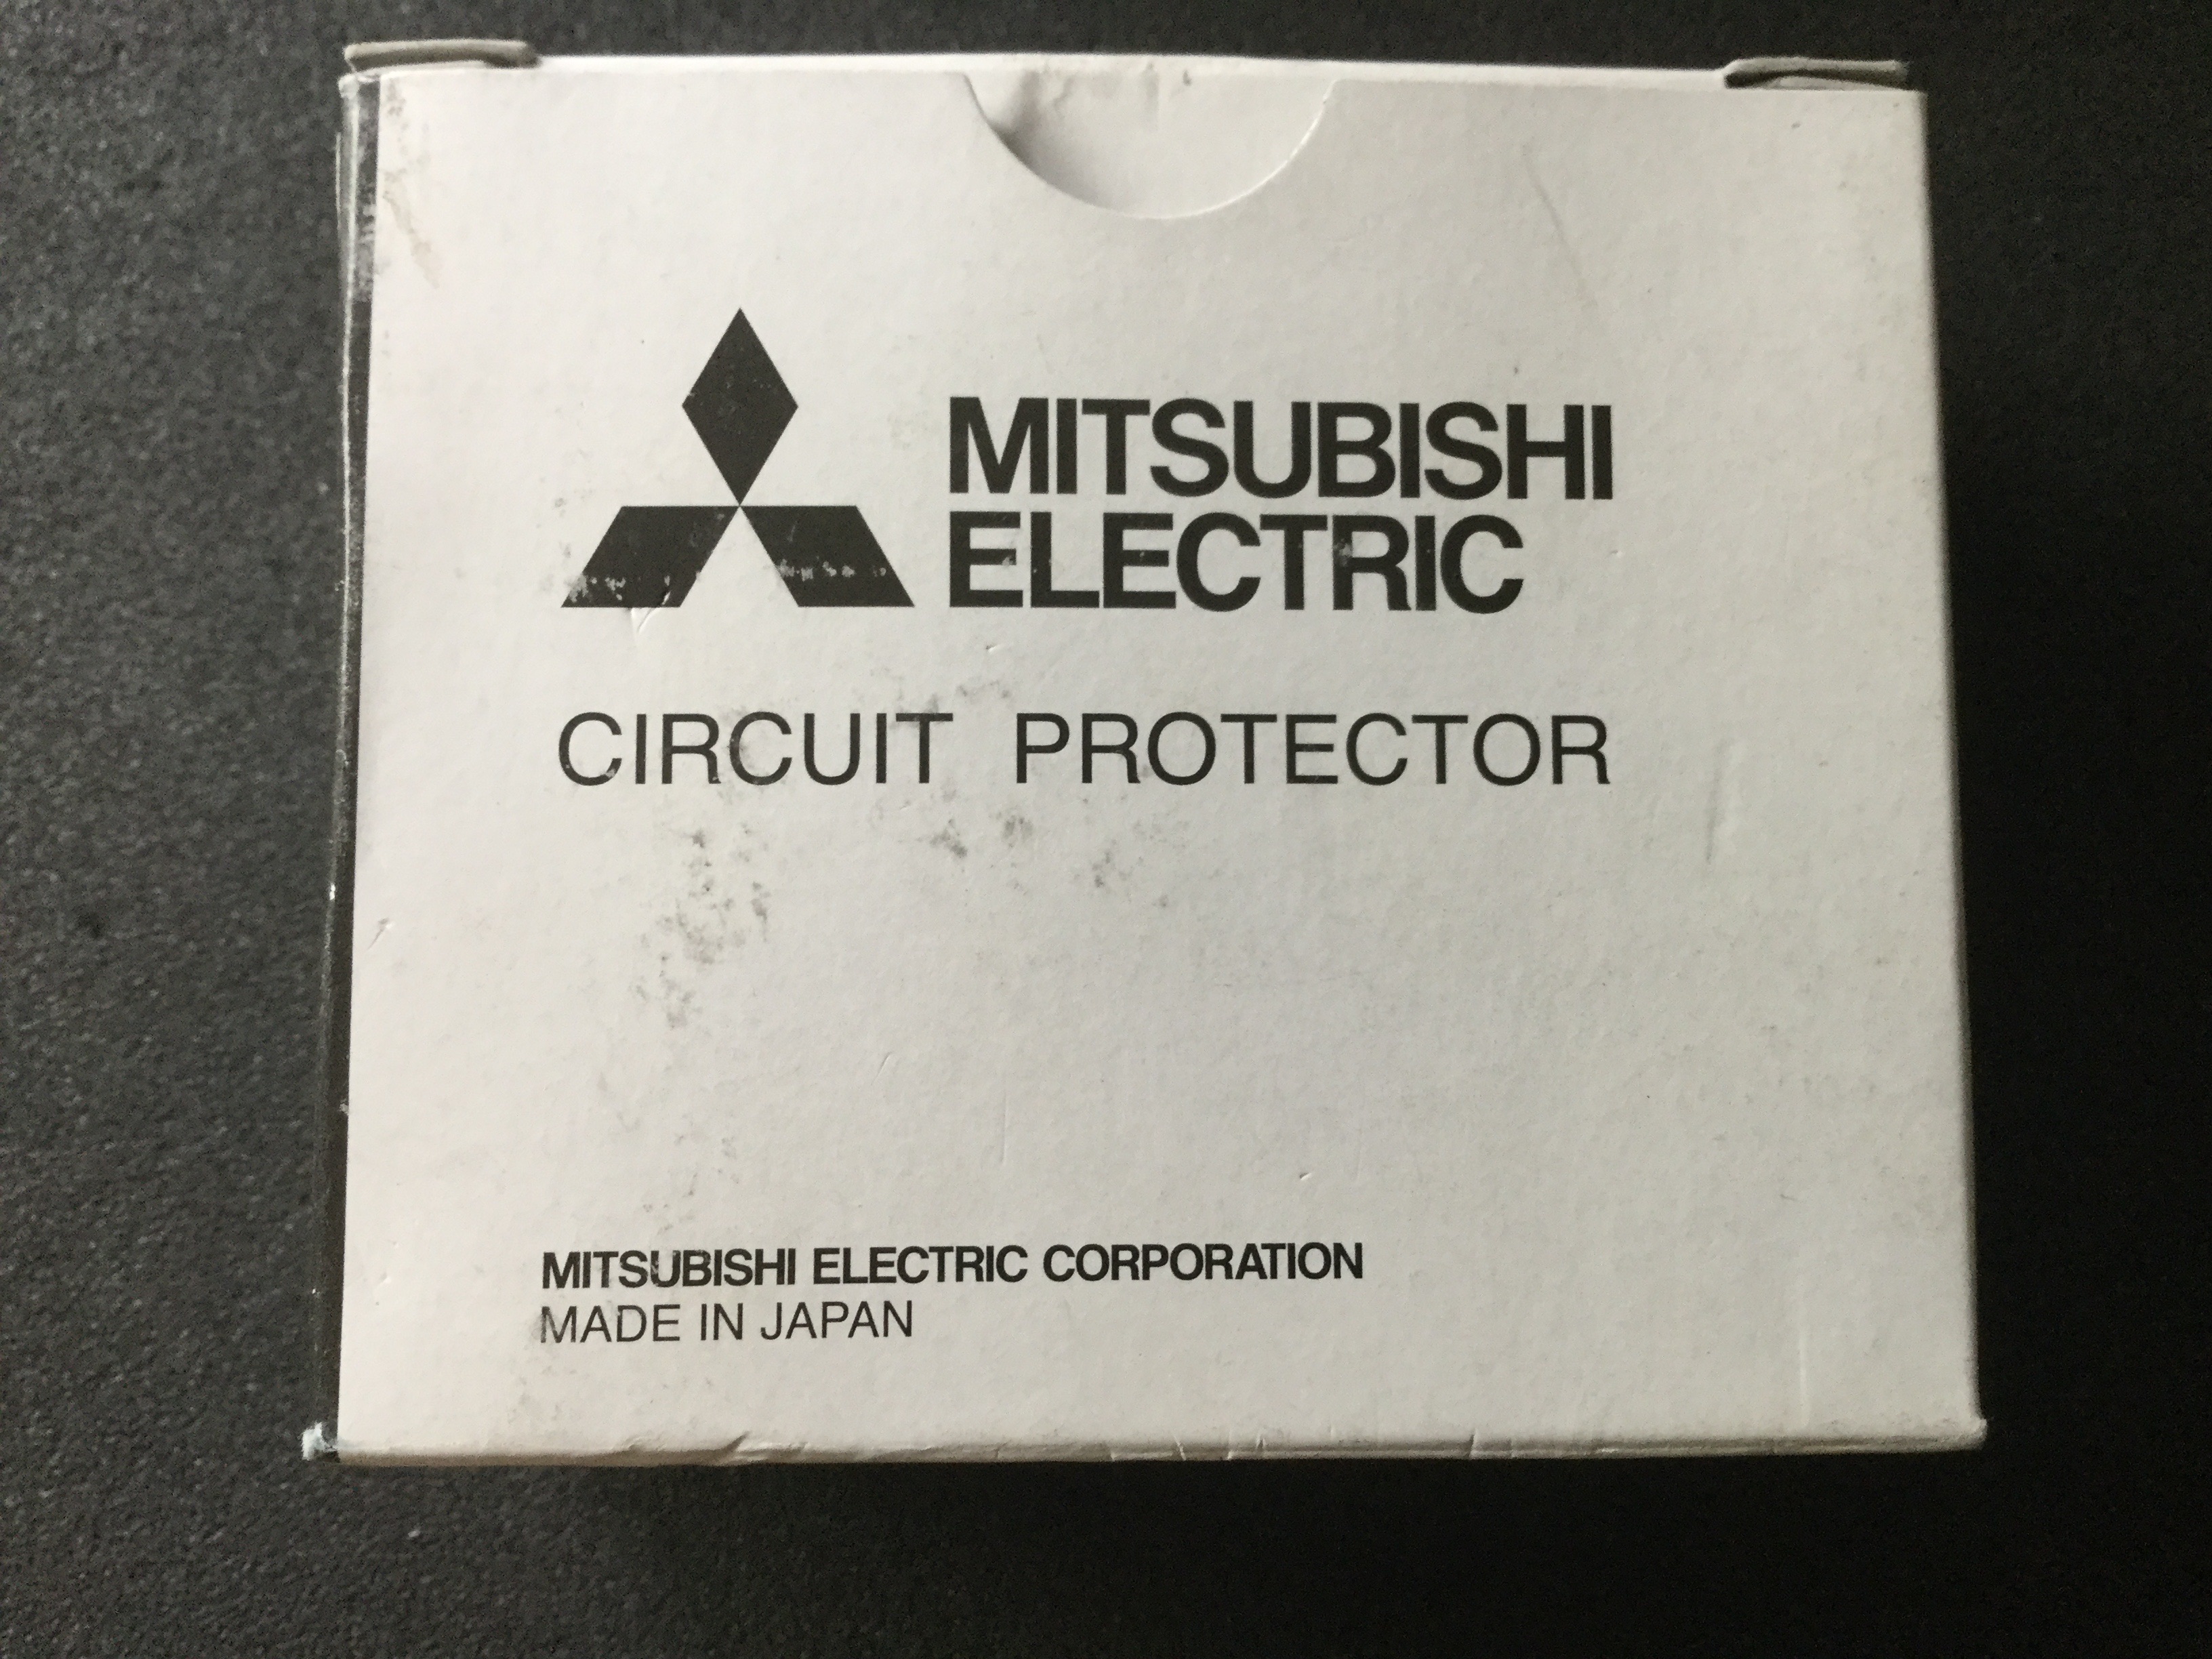 MITSUBISHI
ELECTRIC
CIRCUIT PROTECTOR
MITSUBISHI ELECTRIC CORPORATION
MADE IN JAPAN